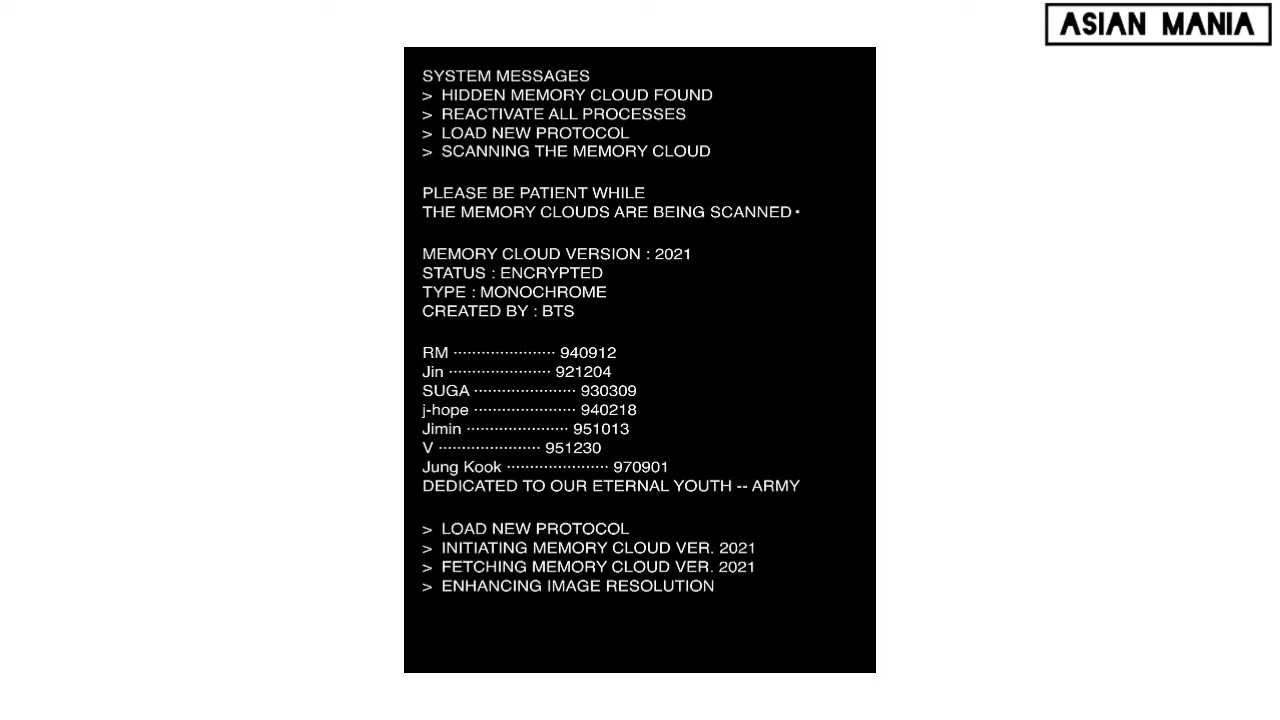 ASIAN MANIA
SYSTEM MESSAGES
> HIDDEN MEMORY CLOUD FOUND
> REACTIVATE ALL PROCESSES
> LOAD NEW PROTOCOL
> SCANNING THE MEMORY CLOUD
PLEASE BE PATIENT WHILE
THE MEMORY CLOUDS ARE BEING SCANNED·
MEMORY CLOUD VERSION : 2021
STATUS : ENCRYPTED
TYPE : MONOCHROME
CREATED BY : BTS
RM ······················ 940912
Jin ······················ 921204
SUGA ······················ 930309
j-hope ······················ 940218
Jimin ······················ 951013
V ······················ 951230
Jung Kook ······················ 970901
DEDICATED TO OUR ETERNAL YOUTH -- ARMY
> LOAD NEW PROTOCOL
> INITIATING MEMORY CLOUD VER. 2021
> FETCHING MEMORY CLOUD VER. 2021
> ENHANCING IMAGE RESOLUTION